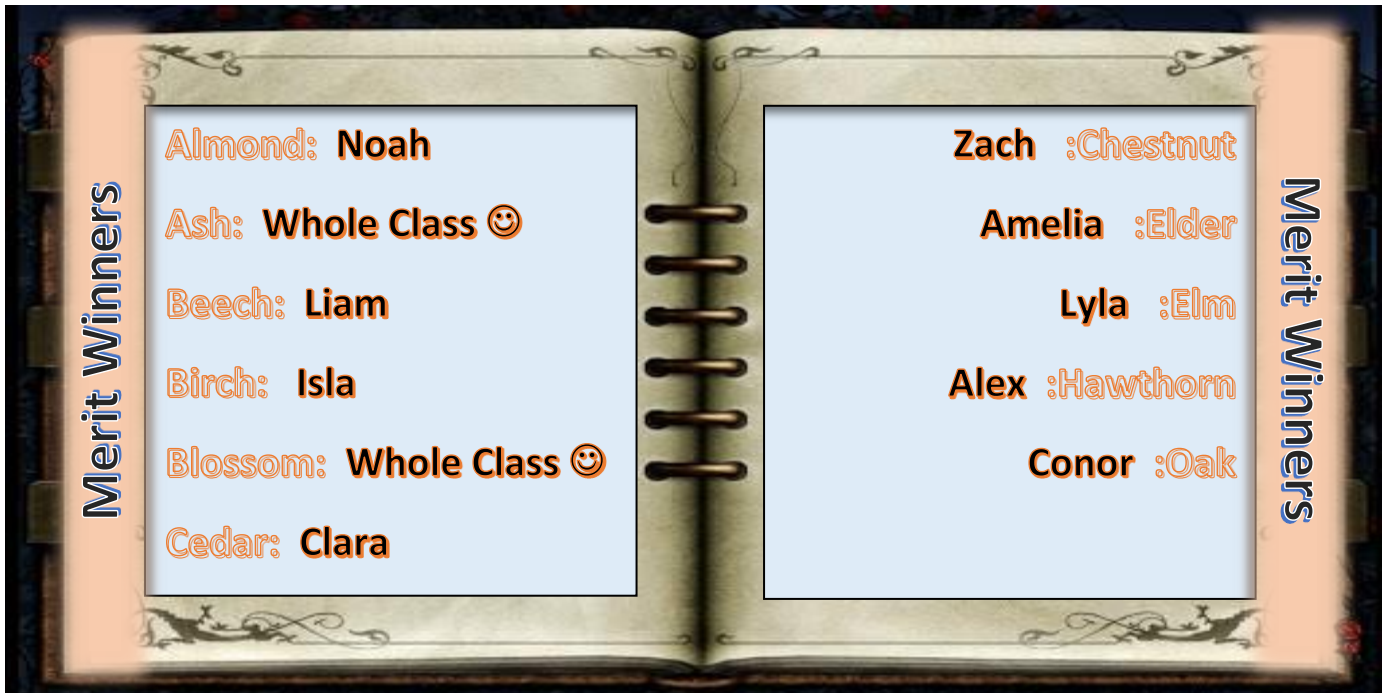 Merit Winners
Almond: Noah
Ash: Whole Class ☺
Beech: Liam
Birch: Isla
Blossom: Whole Class ☺
Cedar: Clara
Zach :Chestnut
Amelia :Elder
Lyla :Elm
Alex :Hawthorn
Conor :Oak
Merit Winners